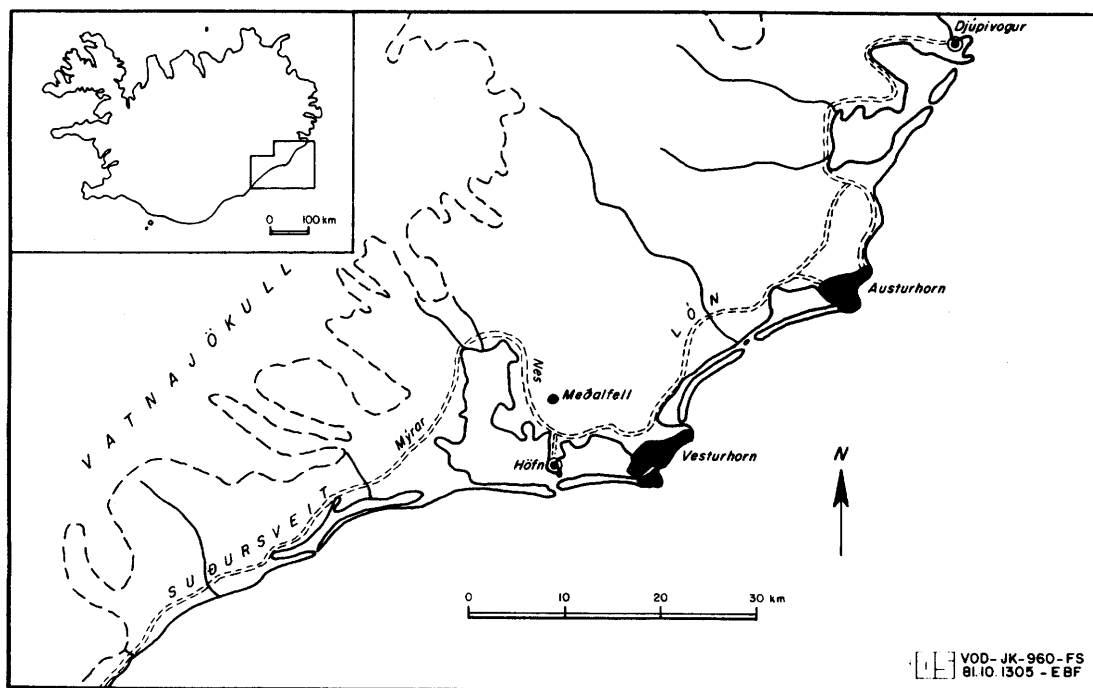 Djúpivogur
0 100 km
VATNAJÖKULL
LÓN
Austurhorn
Nes
Meðalfell
Mýrar
Höfn
Vesturhorn
N
SUÐURSVEIT
0 10 20 30 km
VOD-JK-960-FS
81.10.1305-EBF